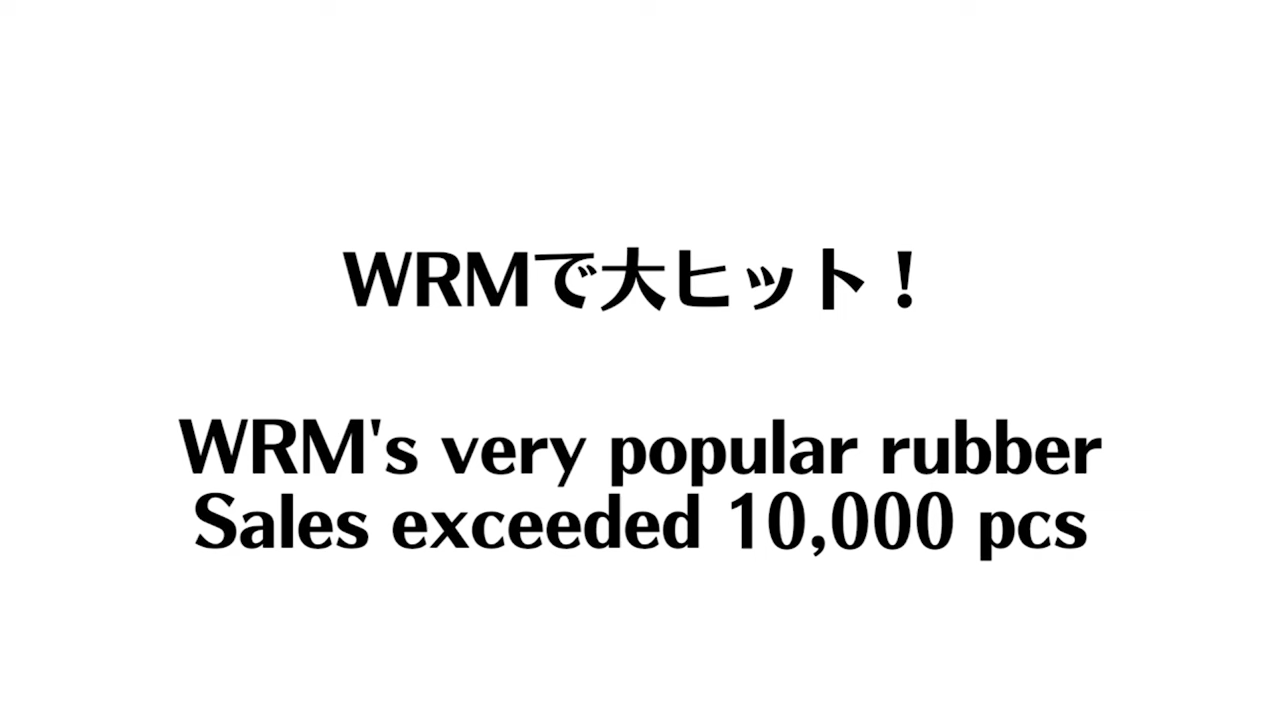 WRMで大ヒット！
WRM's very popular rubber
Sales exceeded 10,000 pcs